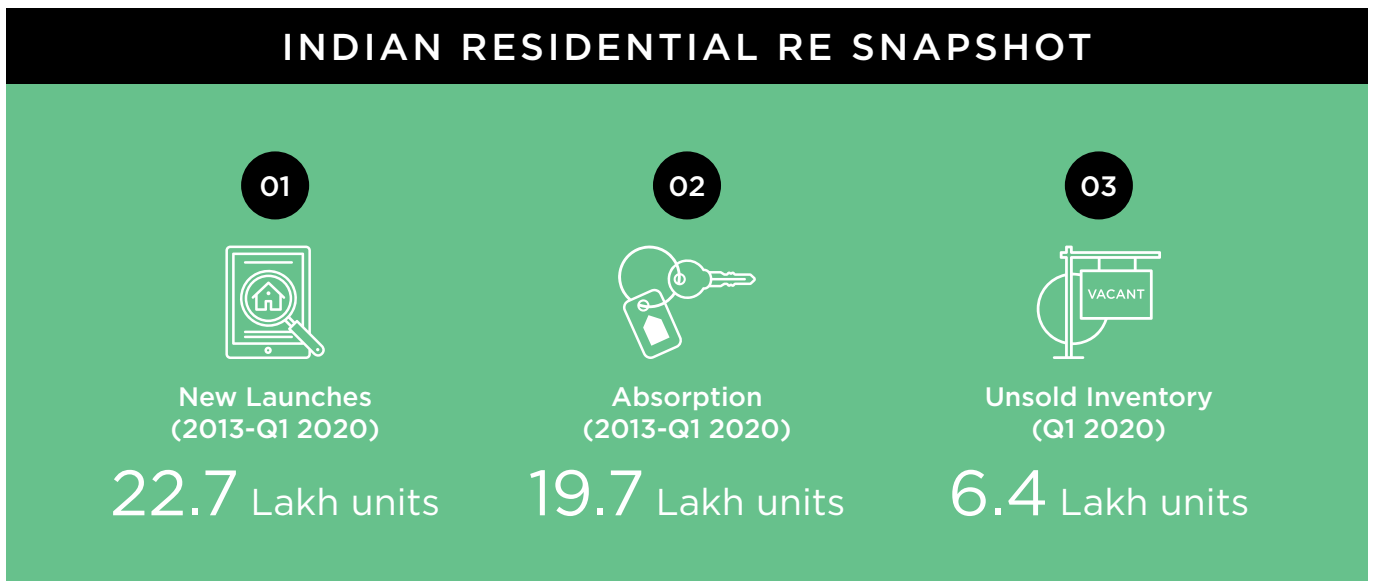 INDIAN RESIDENTIAL RE SNAPSHOT
01
New Launches
(2013-Q1 2020)
22.7 Lakh units
02
Absorption
(2013-Q1 2020)
19.7 Lakh units
03
VACANT
Unsold Inventory
(Q1 2020)
6.4 Lakh units